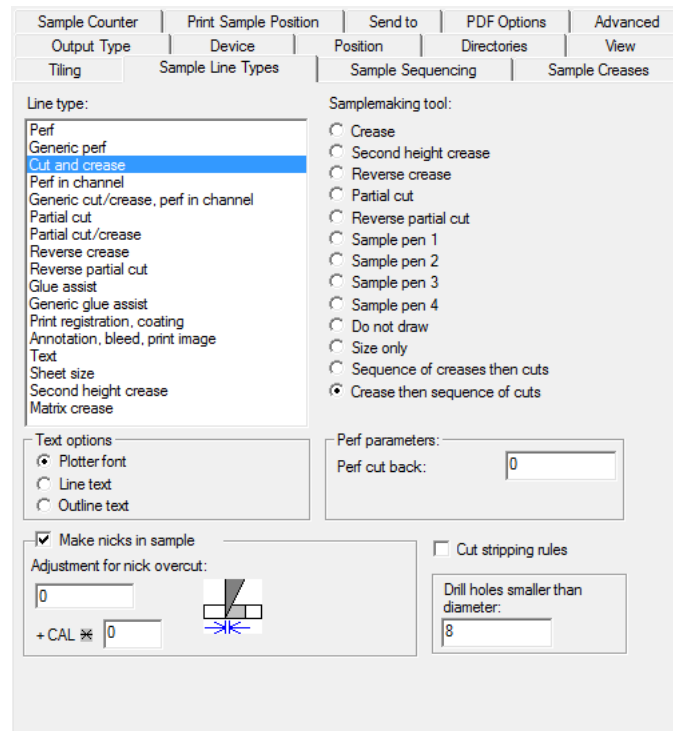 Sample Counter
Print Sample Position
Send to
PDF Options
Advanced
Output Type
Device
Position
Directories
View
Tiling
Sample Line Types
Sample Sequencing
Sample Creases
Line type:
Perf
Generic perf
Cut and crease
Perf in channel
Generic cut/crease, perf in channel
Partial cut
Partial cut/crease
Reverse crease
Reverse partial cut
Glue assist
Generic glue assist
Print registration, coating
Annotation, bleed, print image
Text
Sheet size
Second height crease
Matrix crease
Samplemaking tool:
Crease
Second height crease
Reverse crease
Partial cut
Reverse partial cut
Sample pen 1
Sample pen 2
Sample pen 3
Sample pen 4
Do not draw
Size only
Sequence of creases then cuts
Crease then sequence of cuts
Text options
Plotter font
Line text
Outline text
Perf parameters:
Perf cut back: 0
Make nicks in sample
Adjustment for nick overcut:
0
+ CAL ✳ 0
Cut stripping rules
Drill holes smaller than
diameter:
8